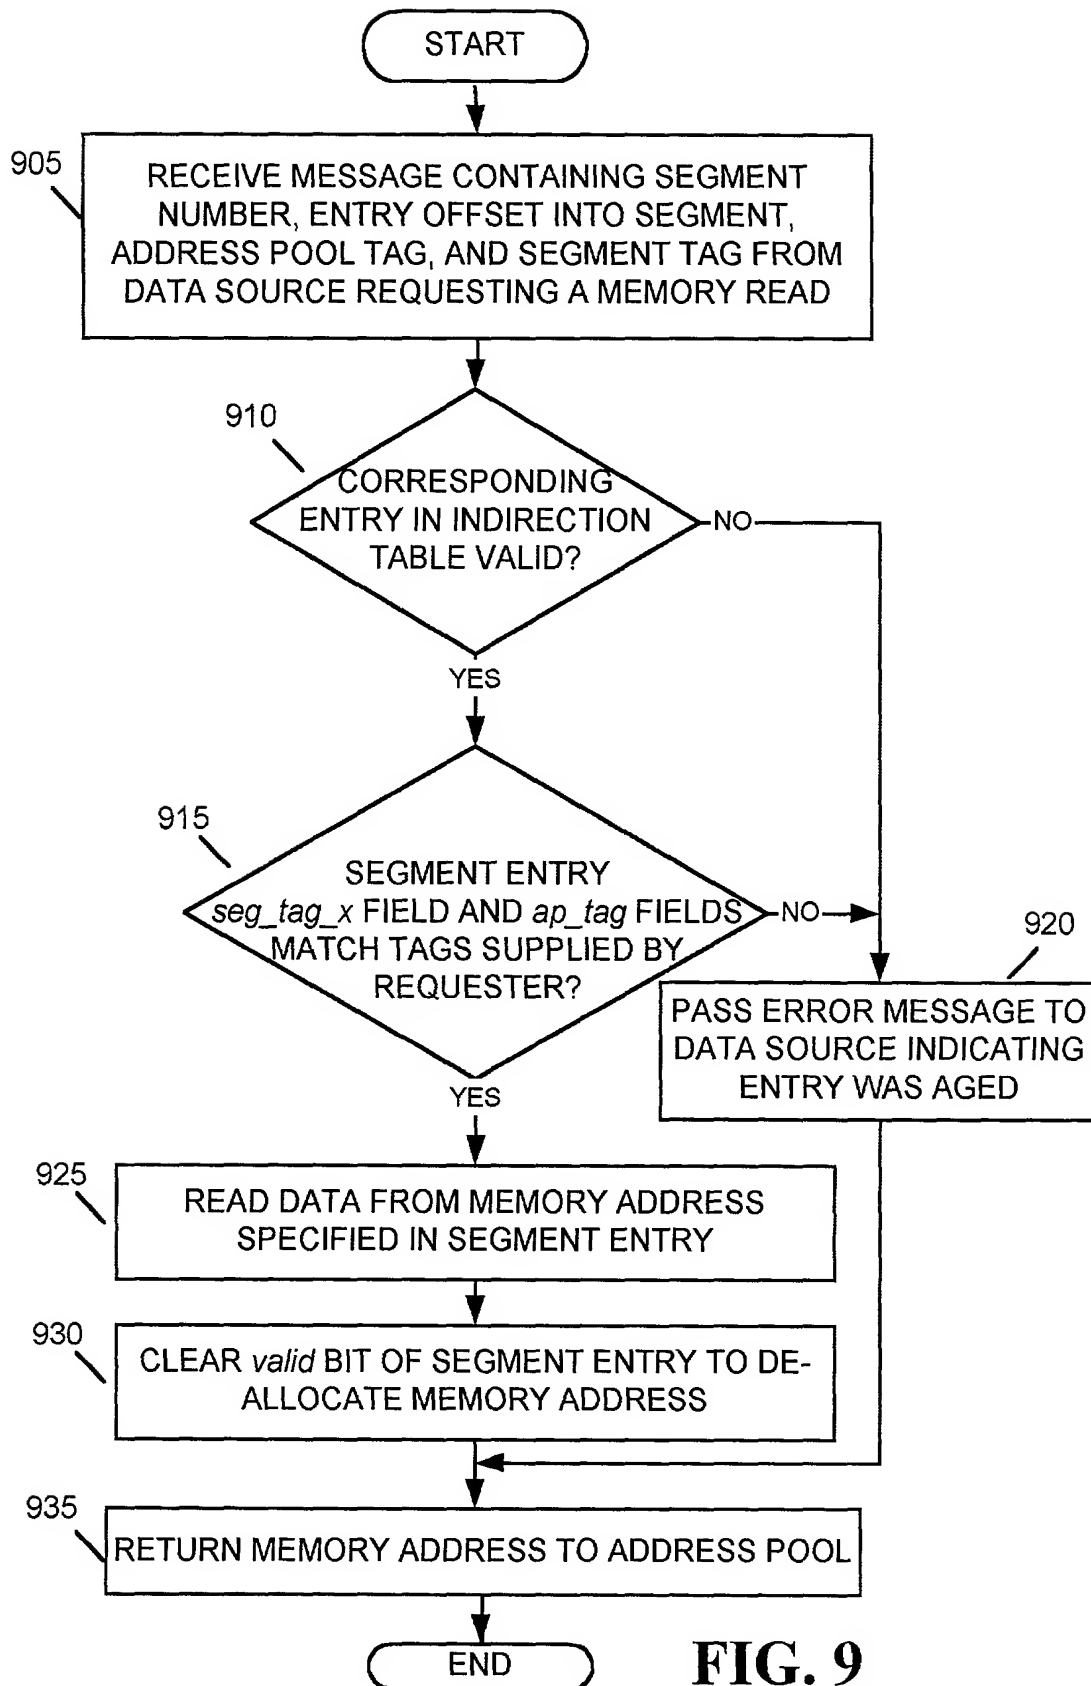 START
905
RECEIVE MESSAGE CONTAINING SEGMENT
NUMBER, ENTRY OFFSET INTO SEGMENT,
ADDRESS POOL TAG, AND SEGMENT TAG FROM
DATA SOURCE REQUESTING A MEMORY READ
910
CORRESPONDING
ENTRY IN INDIRECTION
TABLE VALID?
NO
YES
915
SEGMENT ENTRY
seg_tag_x FIELD AND ap_tag FIELDS
MATCH TAGS SUPPLIED BY
REQUESTER?
NO
920
PASS ERROR MESSAGE TO
DATA SOURCE INDICATING
ENTRY WAS AGED
YES
925
READ DATA FROM MEMORY ADDRESS
SPECIFIED IN SEGMENT ENTRY
930
CLEAR valid BIT OF SEGMENT ENTRY TO DE-
ALLOCATE MEMORY ADDRESS
935
RETURN MEMORY ADDRESS TO ADDRESS POOL
END
FIG. 9